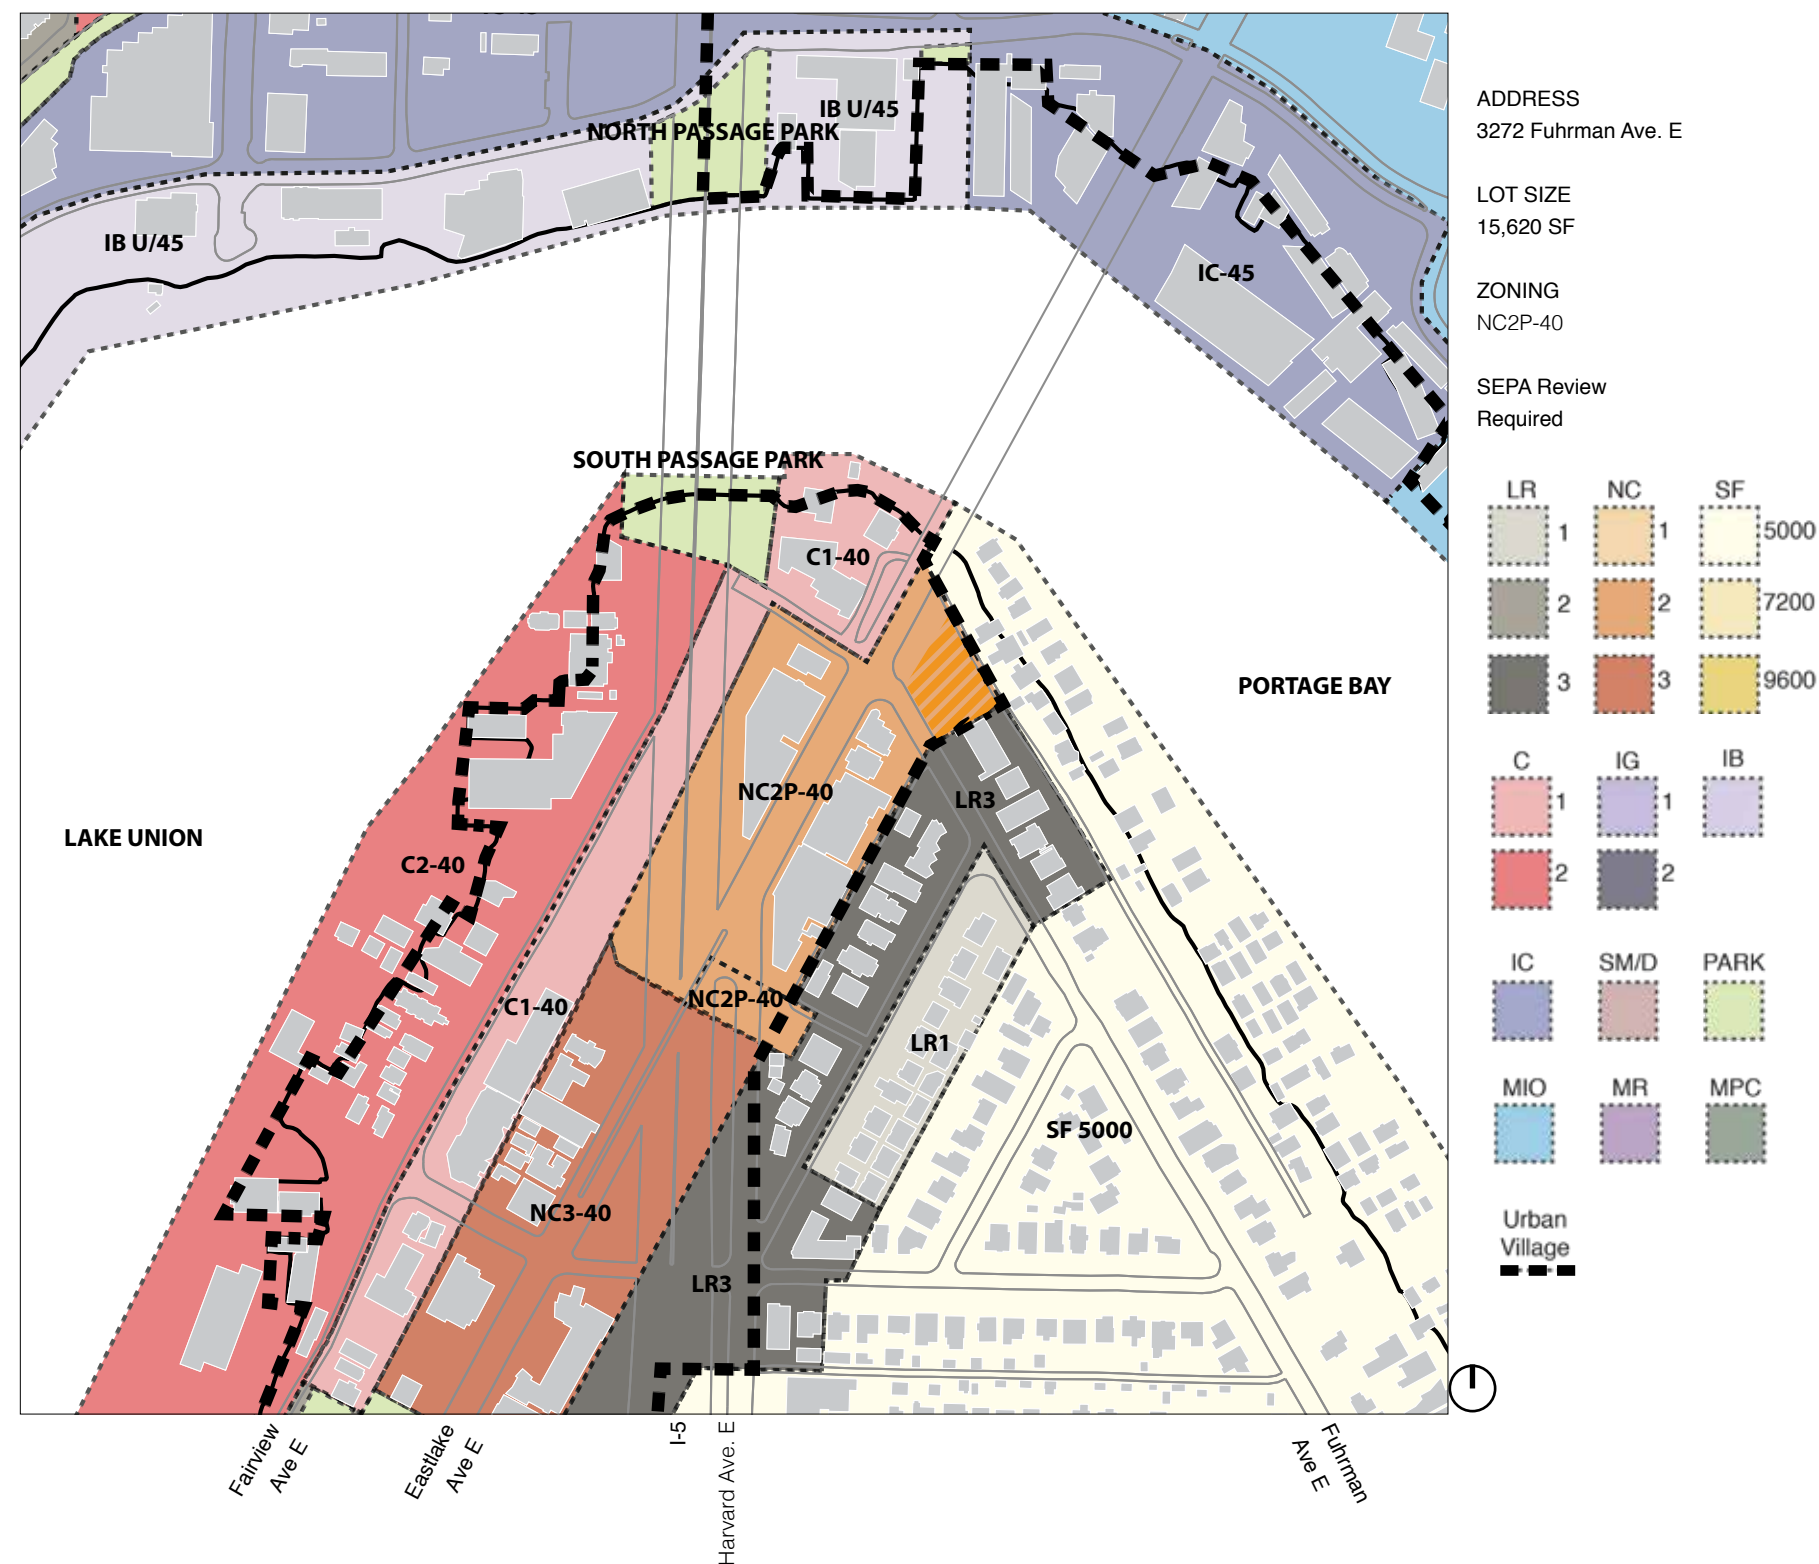 NORTH PASSAGE PARK
IB U/45
IB U/45
IC-45
SOUTH PASSAGE PARK
C1-40
PORTAGE BAY
NC2P-40
LR3
LAKE UNION
C2-40
NC2P-40
C1-40
LR1
SF 5000
NC3-40
LR3
Fairview
Ave E
Eastlake
Ave E
I-5
Harvard Ave. E
Fuhrman
Ave E
ADDRESS
3272 Fuhrman Ave. E
LOT SIZE
15,620 SF
ZONING
NC2P-40
SEPA Review
Required
LR NC SF
1 1 5000
2 2 7200
3 3 9600
C IG IB
1 1
2 2
IC SM/D PARK
MIO MR MPC
Urban
Village